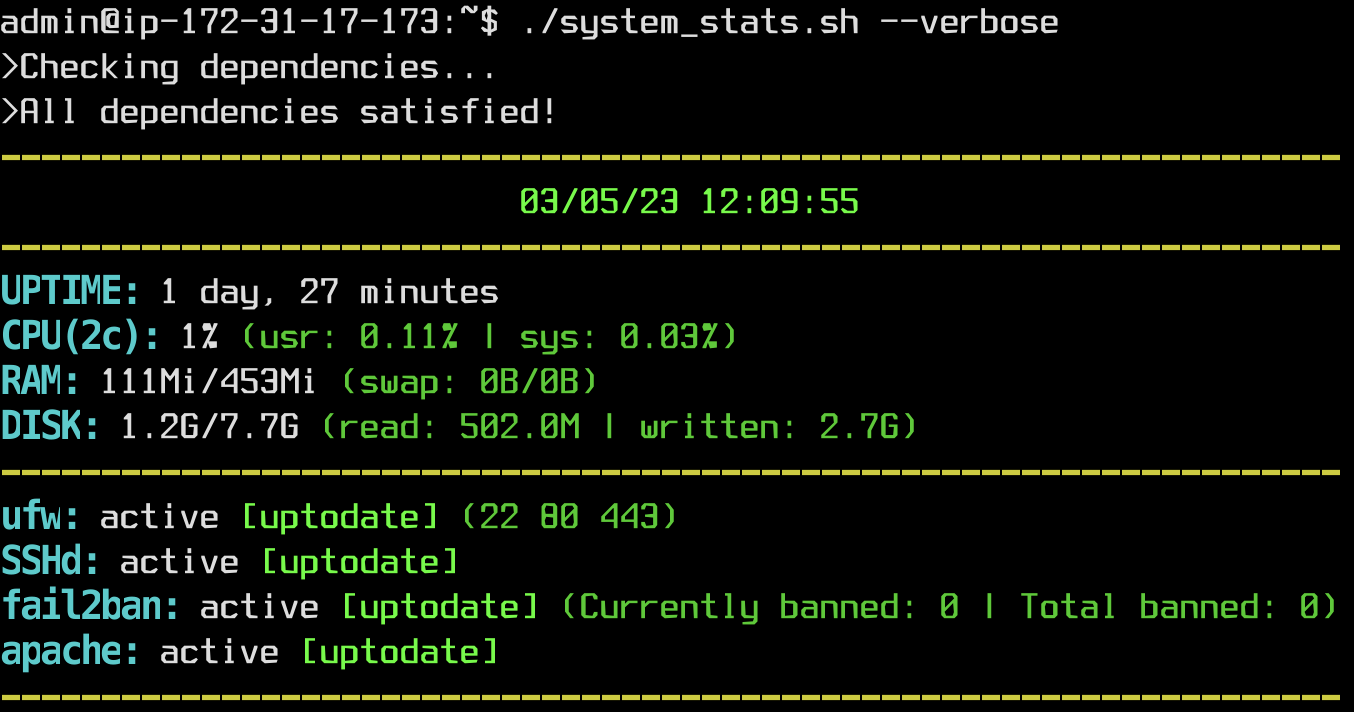 admin@ip-172-31-17-173:~$ ./system_stats.sh --verbose
>Checking dependencies...
>All dependencies satisfied!
-------------------------------------------------------------------
03/05/23 12:09:55
-------------------------------------------------------------------
UPTIME: 1 day, 27 minutes
CPU(2c): 1% (usr: 0.11% | sys: 0.03%)
RAM: 111Mi/453Mi (swap: 0B/0B)
DISK: 1.2G/7.7G (read: 502.0M | written: 2.7G)
-------------------------------------------------------------------
ufw: active [uptodate] (22 80 443)
SSHd: active [uptodate]
fail2ban: active [uptodate] (Currently banned: 0 | Total banned: 0)
apache: active [uptodate]
-------------------------------------------------------------------